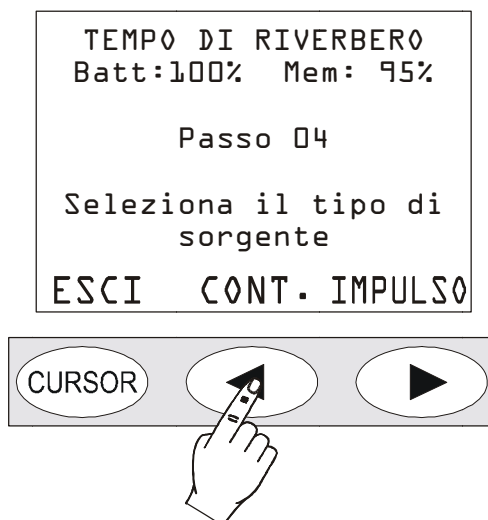 TEMPO DI RIVERBERO
Batt:100% Mem: 95%
Passo 04
Seleziona il tipo di
sorgente
ESCI CONT. IMPULSO
CURSOR